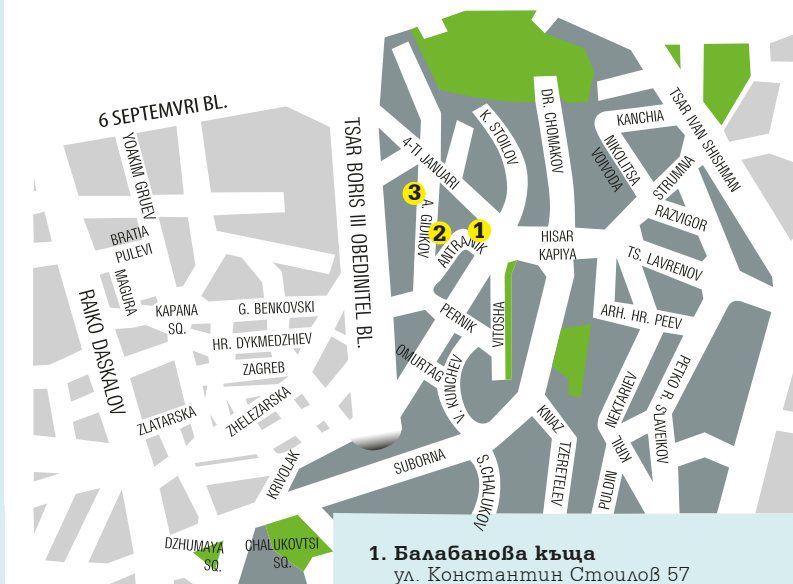 6 SEPTEMVRI BL.
YOAKIM GRUEV
BRATIA
PULEVI
MAGURA
RAIKO DASKALOV
KAPANA
SQ.
G. BENKOVSKI
HR. DYKMEDZHIEV
ZAGREB
ZLATARSKA
ZHELEZARSKA
KRIVOLAK
DZHUMAYA
SQ.
CHALUKOVTSI
SQ.
TSAR BORIS III OBEDINITEL BL.
4-TI JANUARI
K. STOILOV
DR. CHOMAKOV
KANCHIA
NIKOLITSA
VOIVODA
TSAR IVAN SHISHMAN
STRUMNA
RAZVIGOR
TS. LAVRENOV
3
A. GIDIKOV
2
1
ANTRANIK
HISAR
KAPIYA
PERNIK
VITOSHA
ARH. HR. PEEV
OMURTAG
V. KUNCHEV
PETKO R. SLAVEIKOV
NEKTARIEV
KIRIL
KNIAZ
TZERETELEV
PULDIN
SUBORNA
S.CHALUKOV
1. Балабанова къща
ул. Константин Стоилов 57